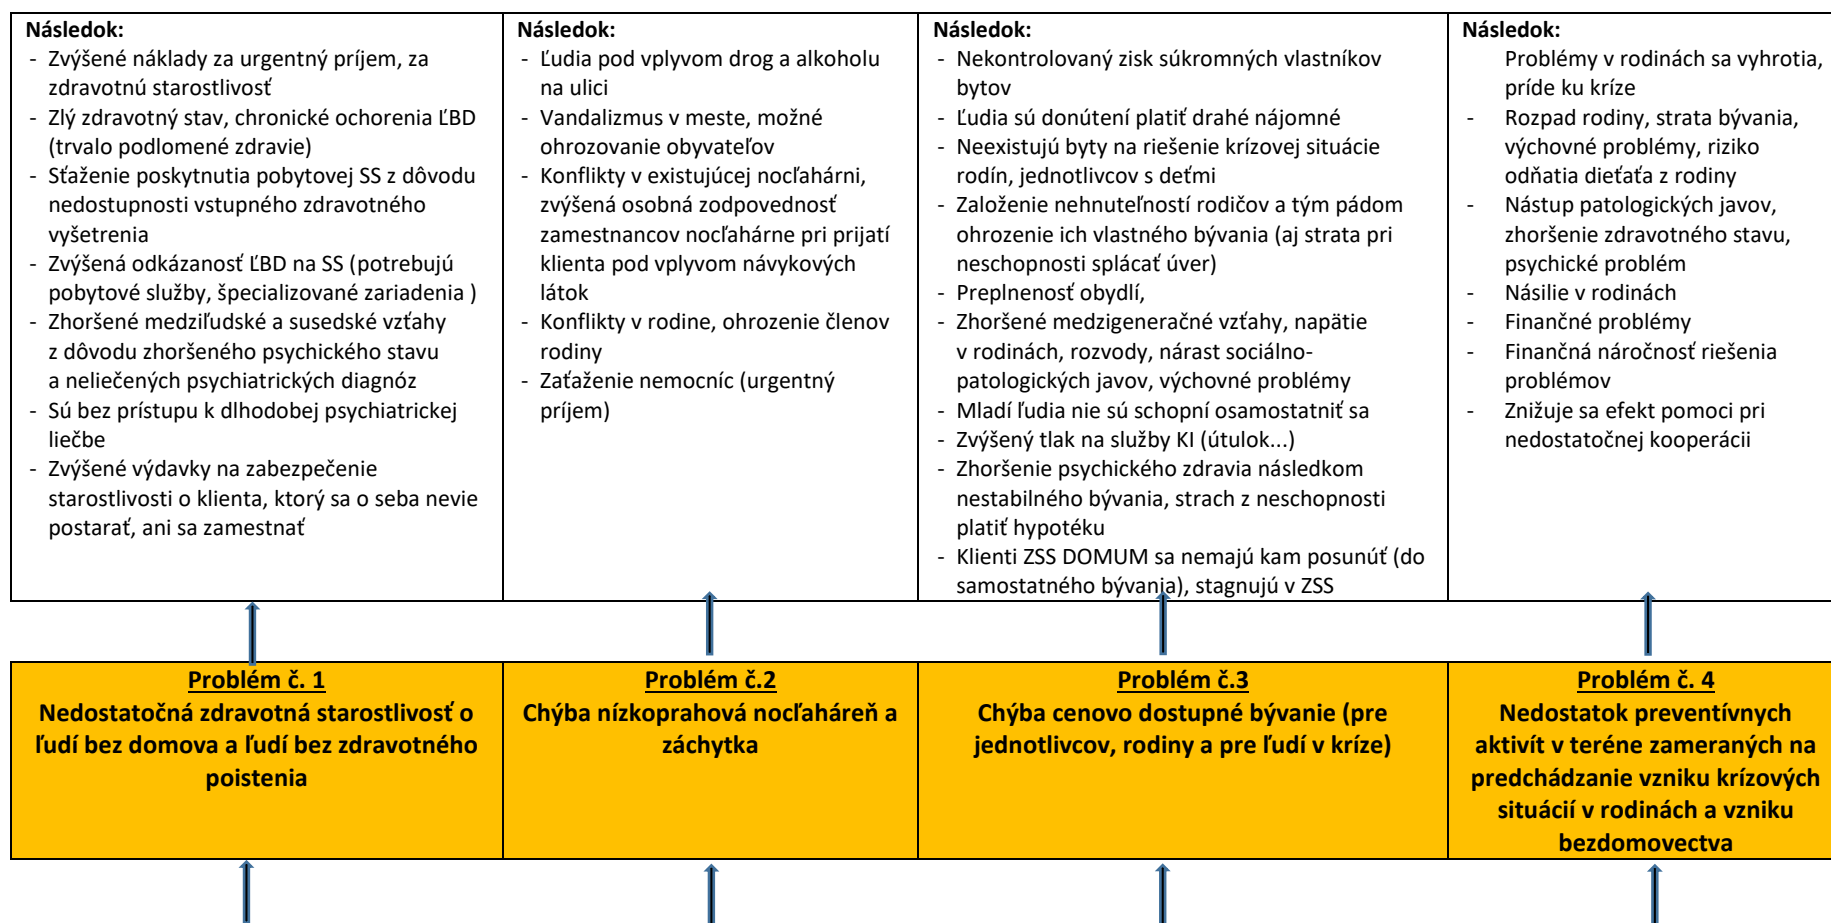 Následok:
- Zvýšené náklady za urgentný príjem, za
zdravotnú starostlivosť
- Zlý zdravotný stav, chronické ochorenia ĽBD
(trvalo podlomené zdravie)
- Sťaženie poskytnutia pobytovej SS z dôvodu
nedostupnosti vstupného zdravotného
vyšetrenia
- Zvýšená odkázanosť ĽBD na SS (potrebujú
pobytové služby, špecializované zariadenia )
- Zhoršené medziľudské a susedské vzťahy
z dôvodu zhoršeného psychického stavu
a neliečených psychiatrických diagnóz
- Sú bez prístupu k dlhodobej psychiatrickej
liečbe
- Zvýšené výdavky na zabezpečenie
starostlivosti o klienta, ktorý sa o seba nevie
postarať, ani sa zamestnať
Následok:
- Ľudia pod vplyvom drog a alkoholu
na ulici
- Vandalizmus v meste, možné
ohrozovanie obyvateľov
- Konflikty v existujúcej nocľahárni,
zvýšená osobná zodpovednosť
zamestnancov nocľahárne pri prijatí
klienta pod vplyvom návykových
látok
- Konflikty v rodine, ohrozenie členov
rodiny
- Zaťaženie nemocníc (urgentný
príjem)
Následok:
- Nekontrolovaný zisk súkromných vlastníkov
bytov
- Ľudia sú donútení platiť drahé nájomné
- Neexistujú byty na riešenie krízovej situácie
rodín, jednotlivcov s deťmi
- Založenie nehnuteľností rodičov a tým pádom
ohrozenie ich vlastného bývania (aj strata pri
neschopnosti splácať úver)
- Preplnenosť obydlí,
- Zhoršené medzigeneračné vzťahy, napätie
v rodinách, rozvody, nárast sociálno-
patologických javov, výchovné problémy
- Mladí ľudia nie sú schopní osamostatniť sa
- Zvýšený tlak na služby KI (útulok...)
- Zhoršenie psychického zdravia následkom
nestabilného bývania, strach z neschopnosti
platiť hypotéku
- Klienti ZSS DOMUM sa nemajú kam posunúť (do
samostatného bývania), stagnujú v ZSS
Následok:
Problémy v rodinách sa vyhrotia,
príde ku kríze
- Rozpad rodiny, strata bývania,
výchovné problémy, riziko
odňatia dieťaťa z rodiny
- Nástup patologických javov,
zhoršenie zdravotného stavu,
psychické problém
- Násilie v rodinách
- Finančné problémy
- Finančná náročnosť riešenia
problémov
- Znižuje sa efekt pomoci pri
nedostatočnej kooperácii
Problém č. 1
Nedostatočná zdravotná starostlivosť o
ľudí bez domova a ľudí bez zdravotného
poistenia
Problém č.2
Chýba nízkoprahová nocľaháreň a
záchytka
Problém č.3
Chýba cenovo dostupné bývanie (pre
jednotlivcov, rodiny a pre ľudí v kríze)
Problém č. 4
Nedostatok preventívnych
aktivít v teréne zameraných na
predchádzanie vzniku krízových
situácií v rodinách a vzniku
bezdomovectva